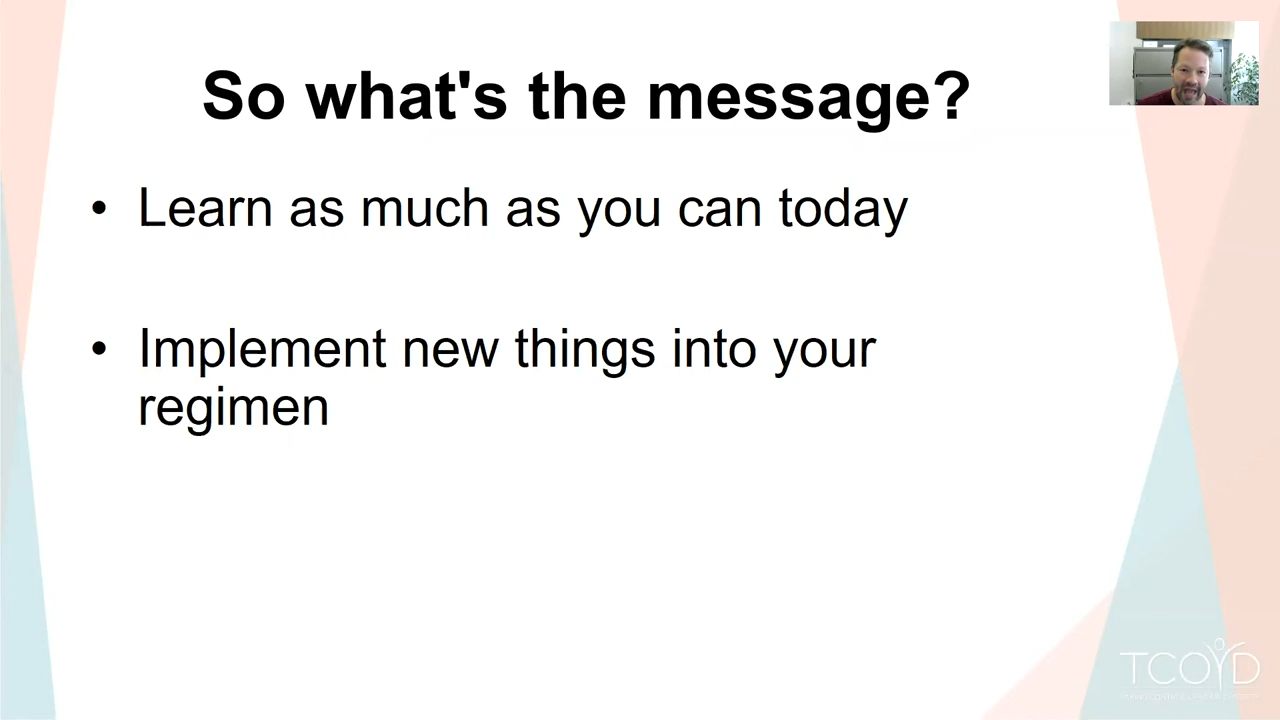 So what's the message?
• Learn as much as you can today
• Implement new things into your
regimen
TCOYD